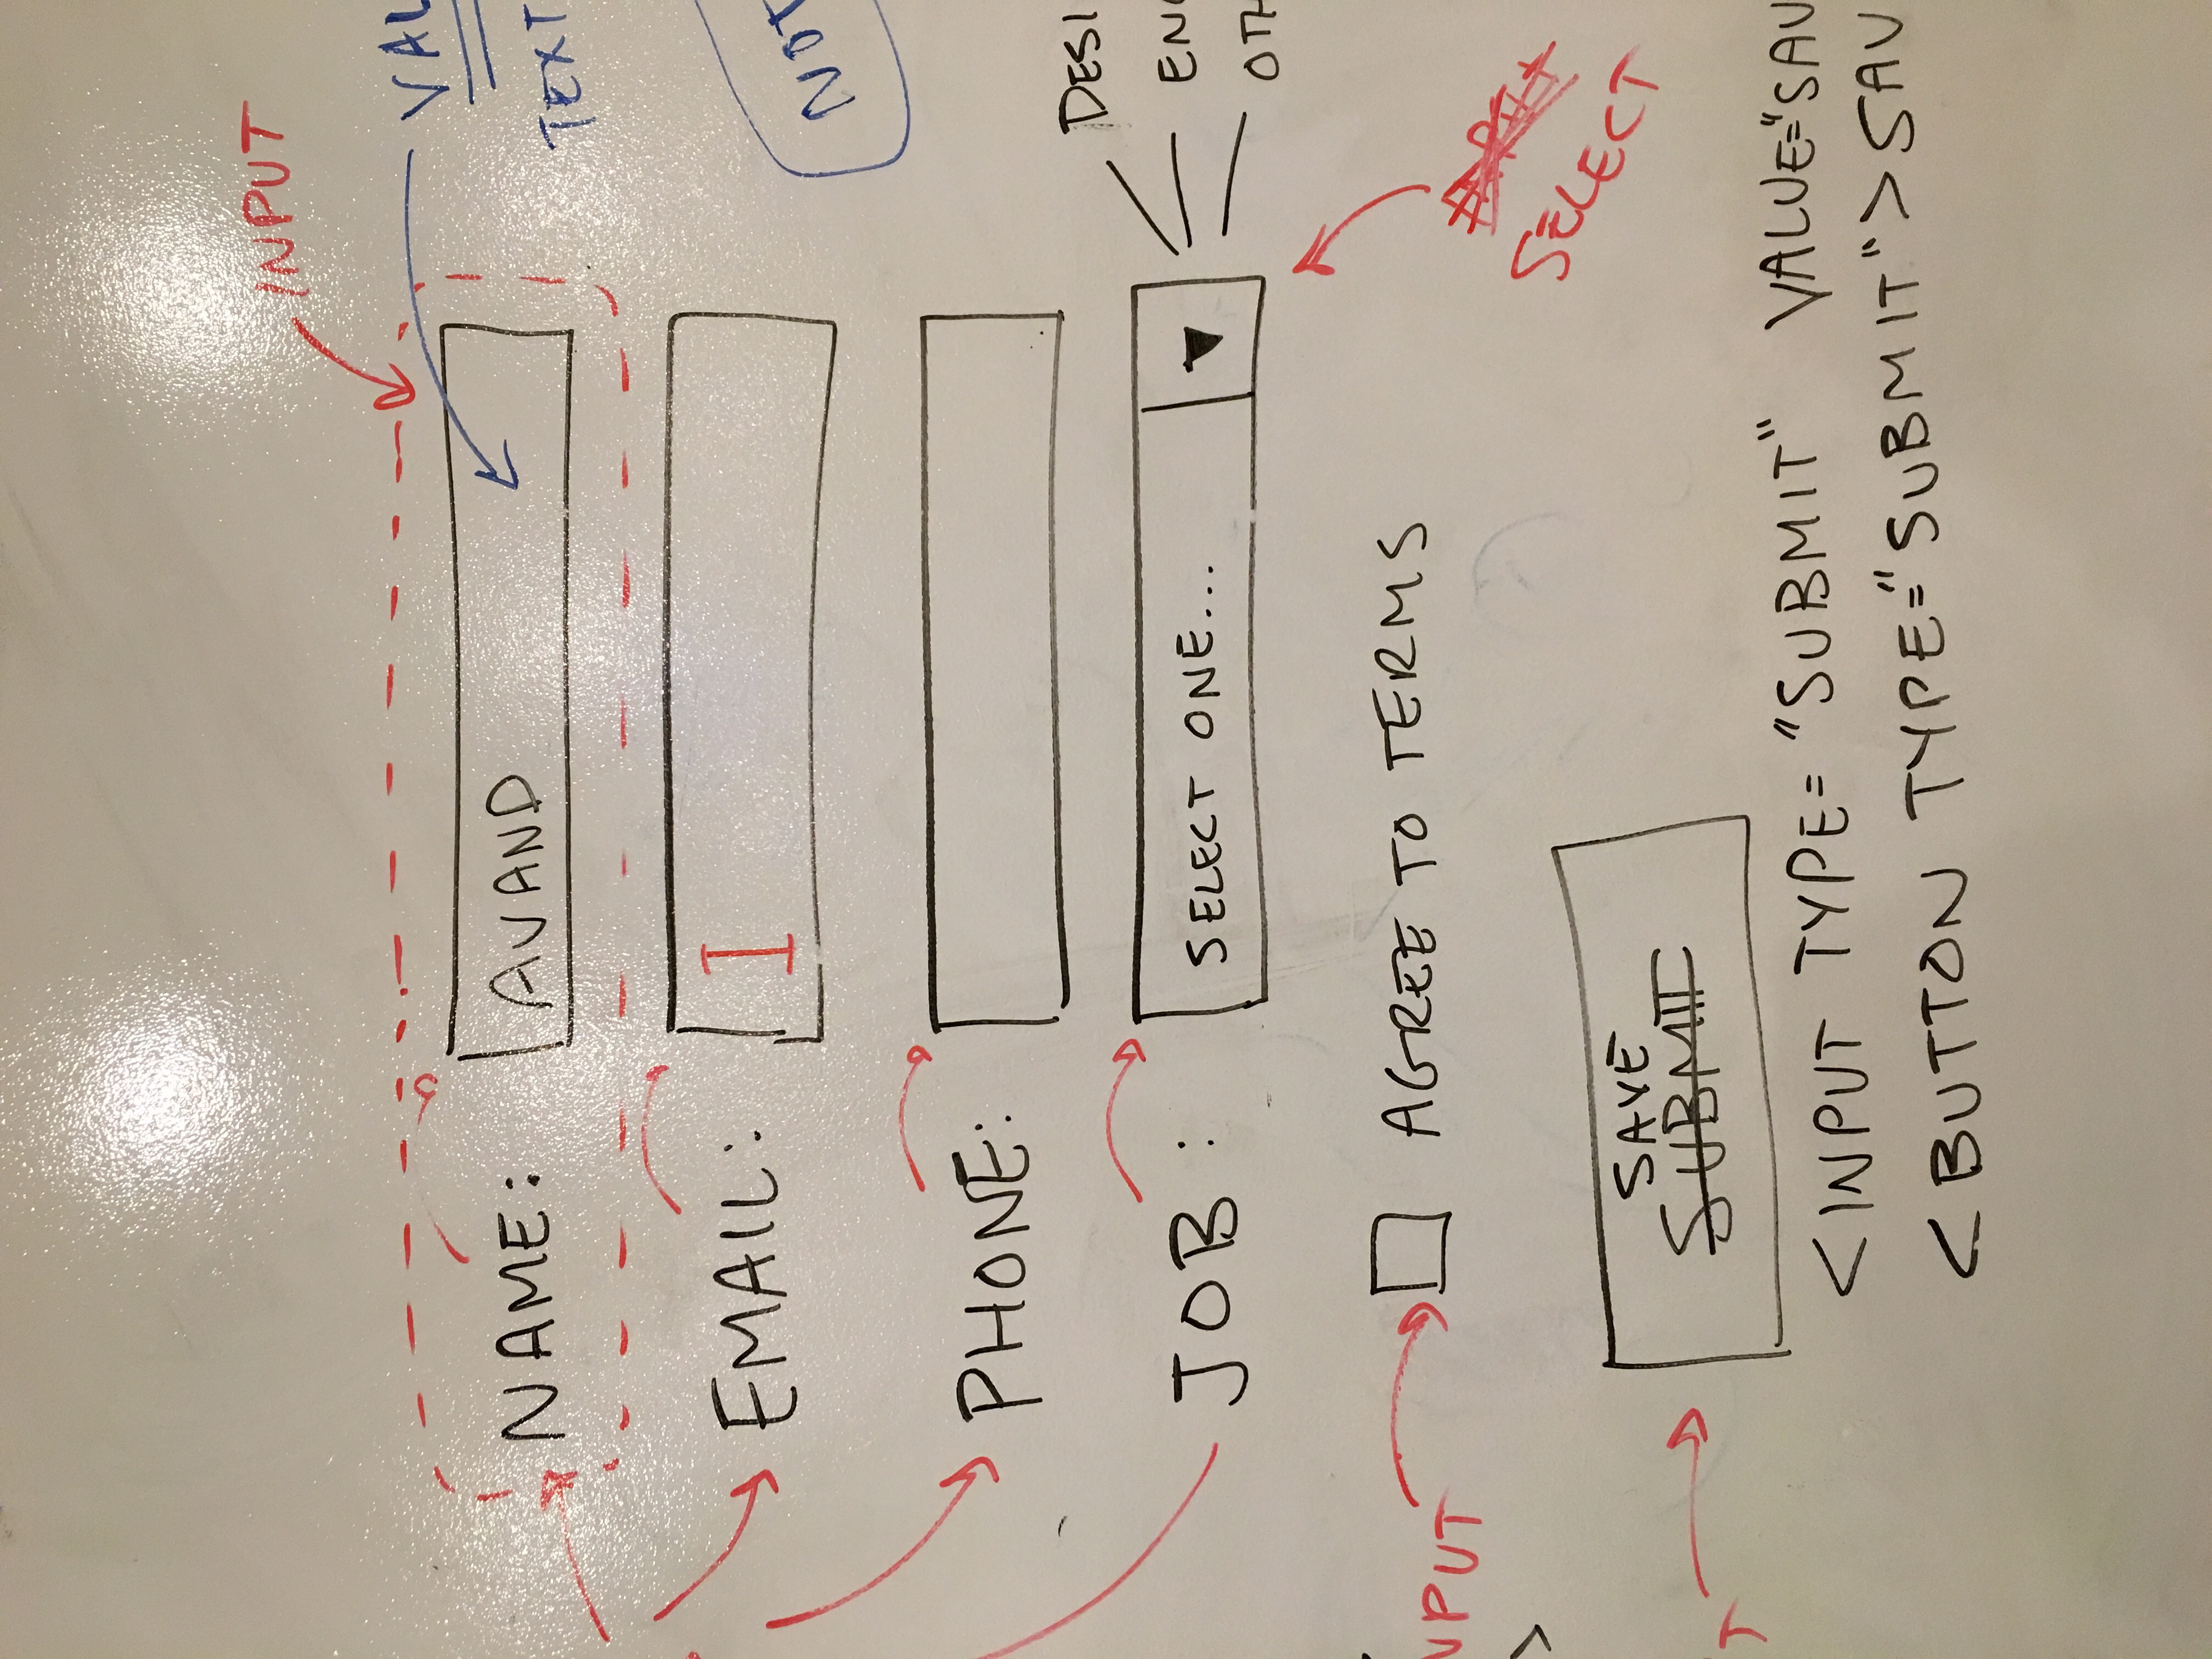 INPUT
VAL
NAME: AVAND
TEXT
EMAIL: I
NOT
PHONE:
DESI
JOB: SELECT ONE...
ENG
OTH
AGREE TO TERMS
NPUT
SELECT
SAVE
SUBMIT
T
<INPUT TYPE="SUBMIT" VALUE="SAV
<BUTTON TYPE="SUBMIT">SAV